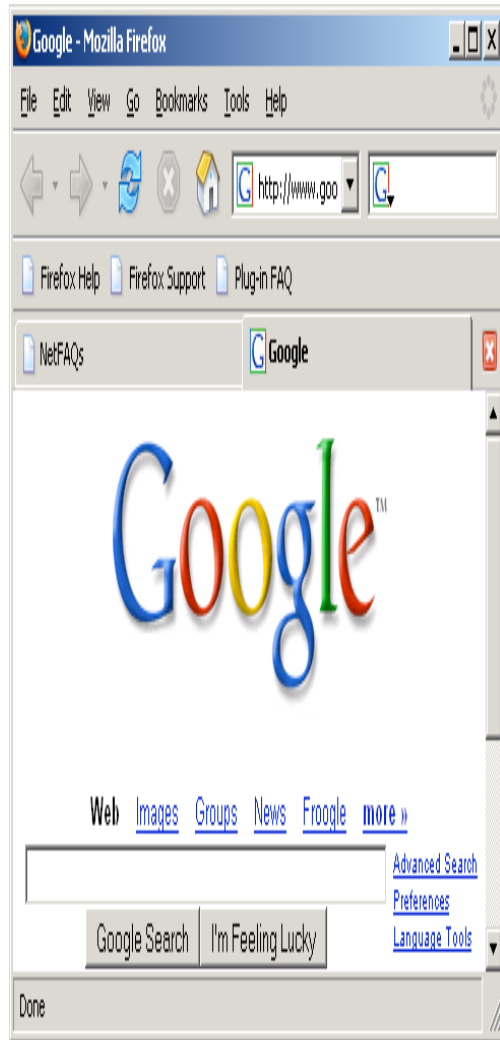 Google - Mozilla Firefox
File Edit View Go Bookmarks Tools Help
G http://www.goo G
Firefox Help Firefox Support Plug-in FAQ
NetFAQs G Google
Google™
Web Images Groups News Froogle more »
Advanced Search
Preferences
Google Search I'm Feeling Lucky Language Tools
Done